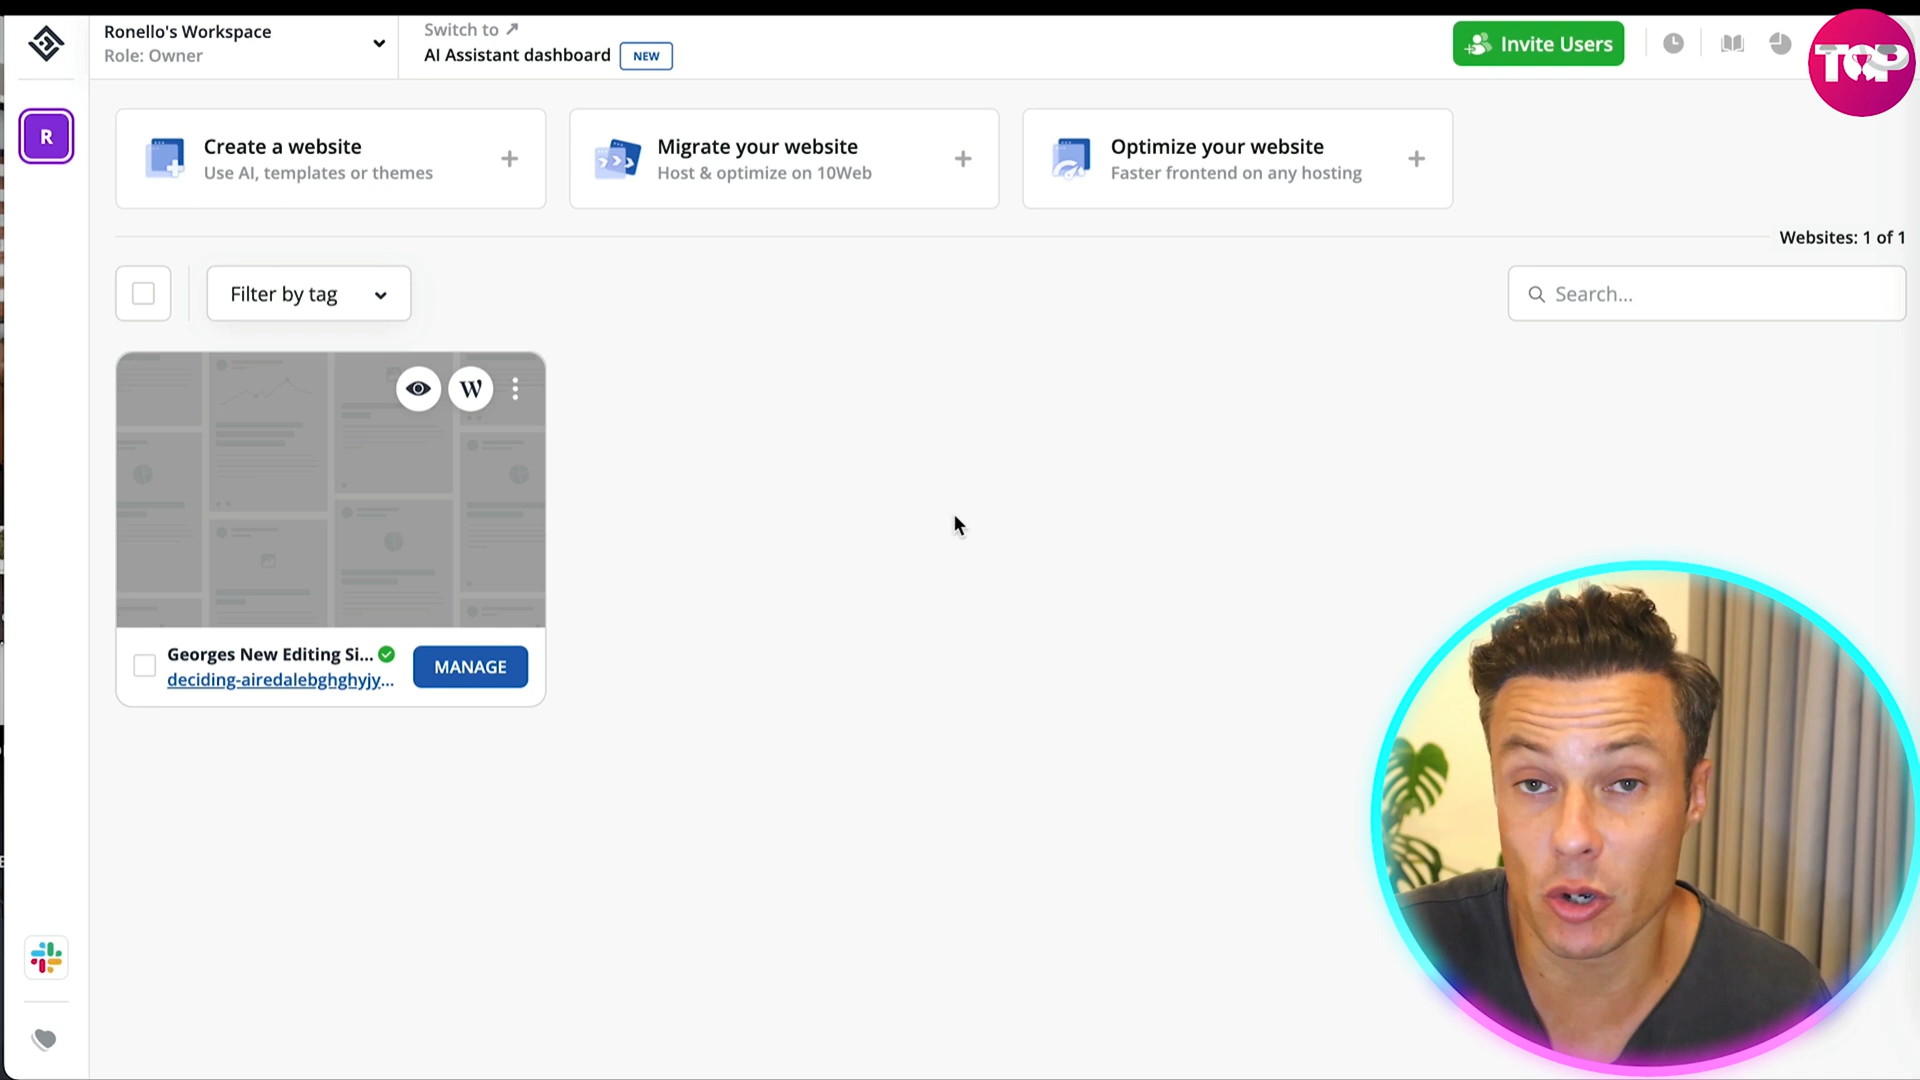 Ronello's Workspace
Role: Owner
Switch to
AI Assistant dashboard NEW
Invite Users
TOP
R
Create a website
Use AI, templates or themes
Migrate your website
Host & optimize on 10Web
Optimize your website
Faster frontend on any hosting
Websites: 1 of 1
Filter by tag
Search...
W
Georges New Editing Si...
deciding-airedalebghghyjy...
MANAGE